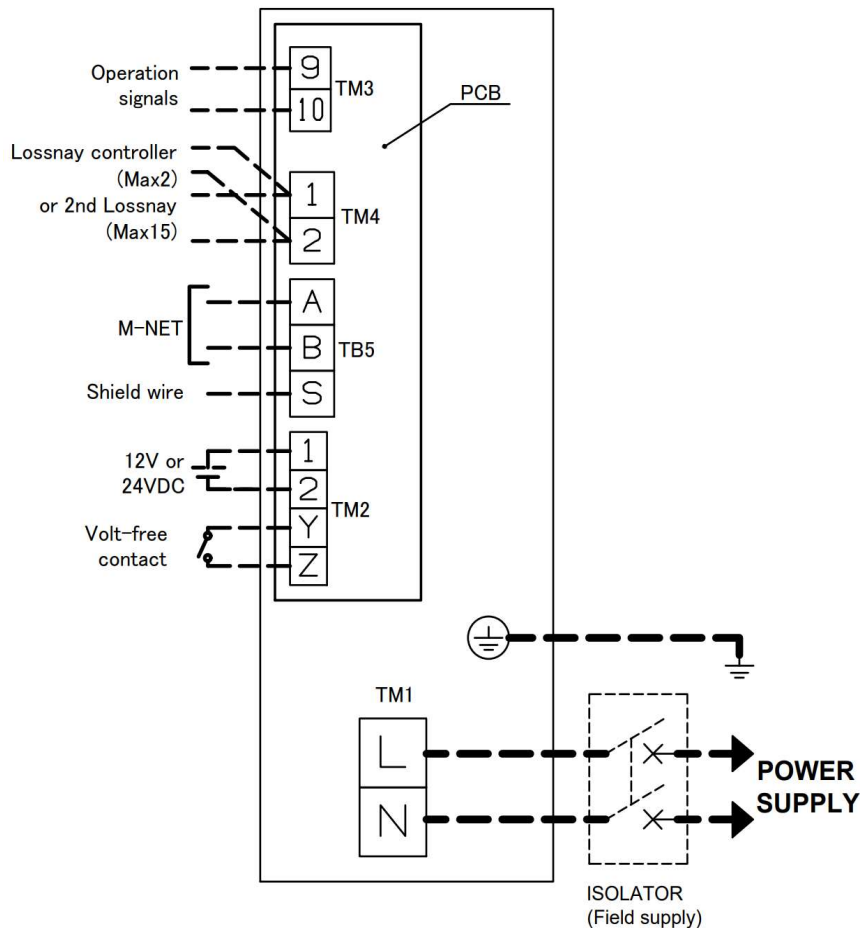 Operation
signals
9
10
TM3
PCB
Lossnay controller
(Max2)
or 2nd Lossnay
(Max15)
1
2
TM4
M-NET
A
B
TB5
Shield wire
S
12V or
24VDC
1
2
TM2
Volt-free
contact
Y
Z
TM1
L
N
POWER
SUPPLY
ISOLATOR
(Field supply)